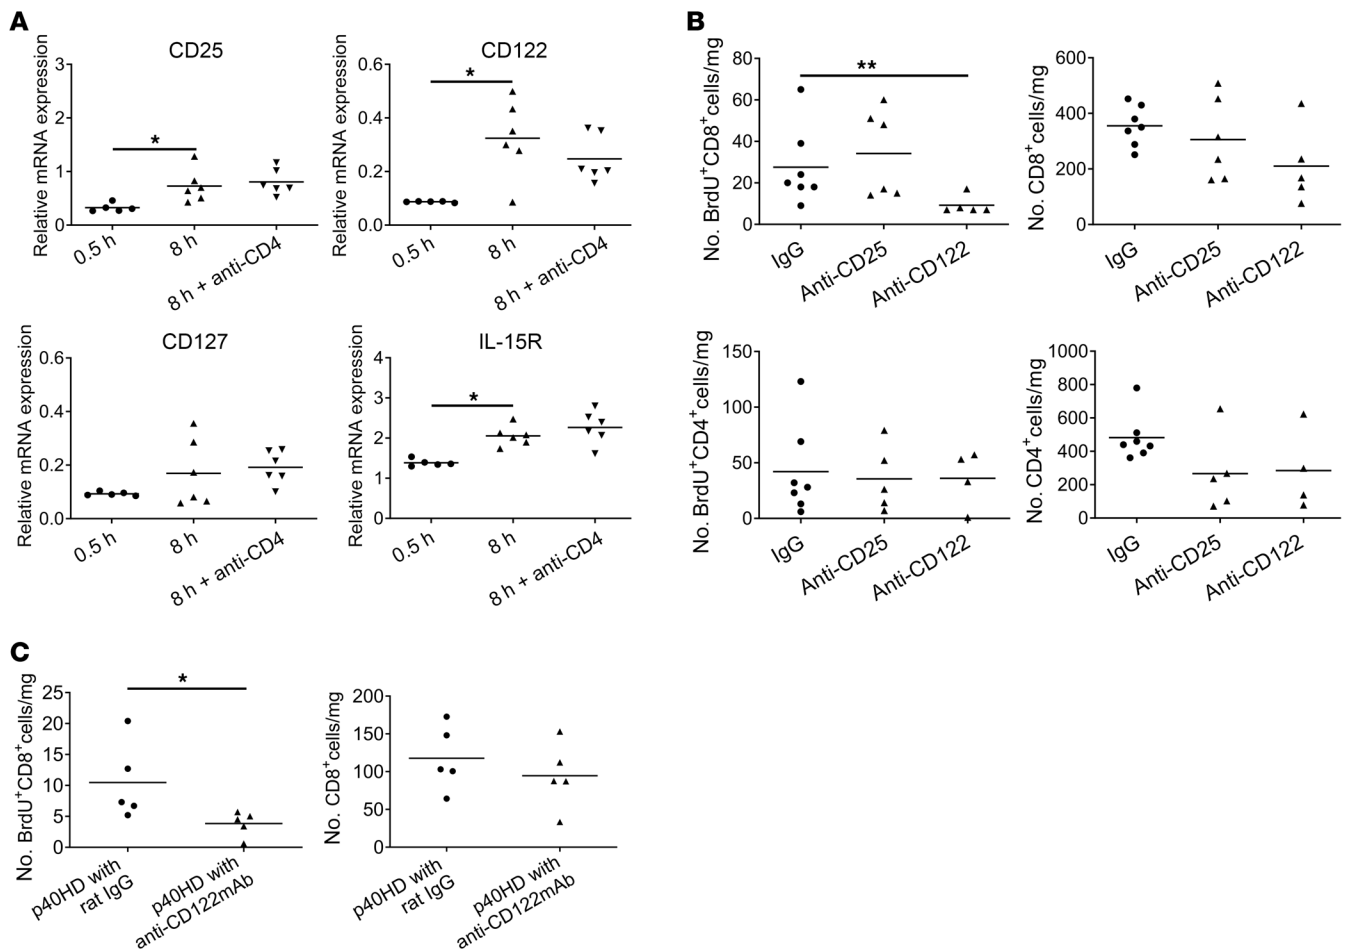 A
CD25
Relative mRNA expression
3
2
1
0
*
0.5 h
8 h
8 h + anti-CD4
CD122
Relative mRNA expression
0.6
0.4
0.2
0.0
*
0.5 h
8 h
8 h + anti-CD4
CD127
Relative mRNA expression
0.6
0.4
0.2
0.0
0.5 h
8 h
8 h + anti-CD4
IL-15R
Relative mRNA expression
4
3
2
1
0
*
0.5 h
8 h
8 h + anti-CD4
B
No. BrdU⁺CD8⁺cells/mg
80
60
40
20
0
**
IgG
Anti-CD25
Anti-CD122
No. CD8⁺cells/mg
600
400
200
0
IgG
Anti-CD25
Anti-CD122
No. BrdU⁺CD4⁺cells/mg
150
100
50
0
IgG
Anti-CD25
Anti-CD122
No. CD4⁺cells/mg
1000
800
600
400
200
0
IgG
Anti-CD25
Anti-CD122
C
No. BrdU⁺CD8⁺cells/mg
25
20
15
10
5
0
*
p40HD with
rat IgG
p40HD with
anti-CD122mAb
No. CD8⁺cells/mg
200
150
100
50
0
p40HD with
rat IgG
p40HD with
anti-CD122mAb